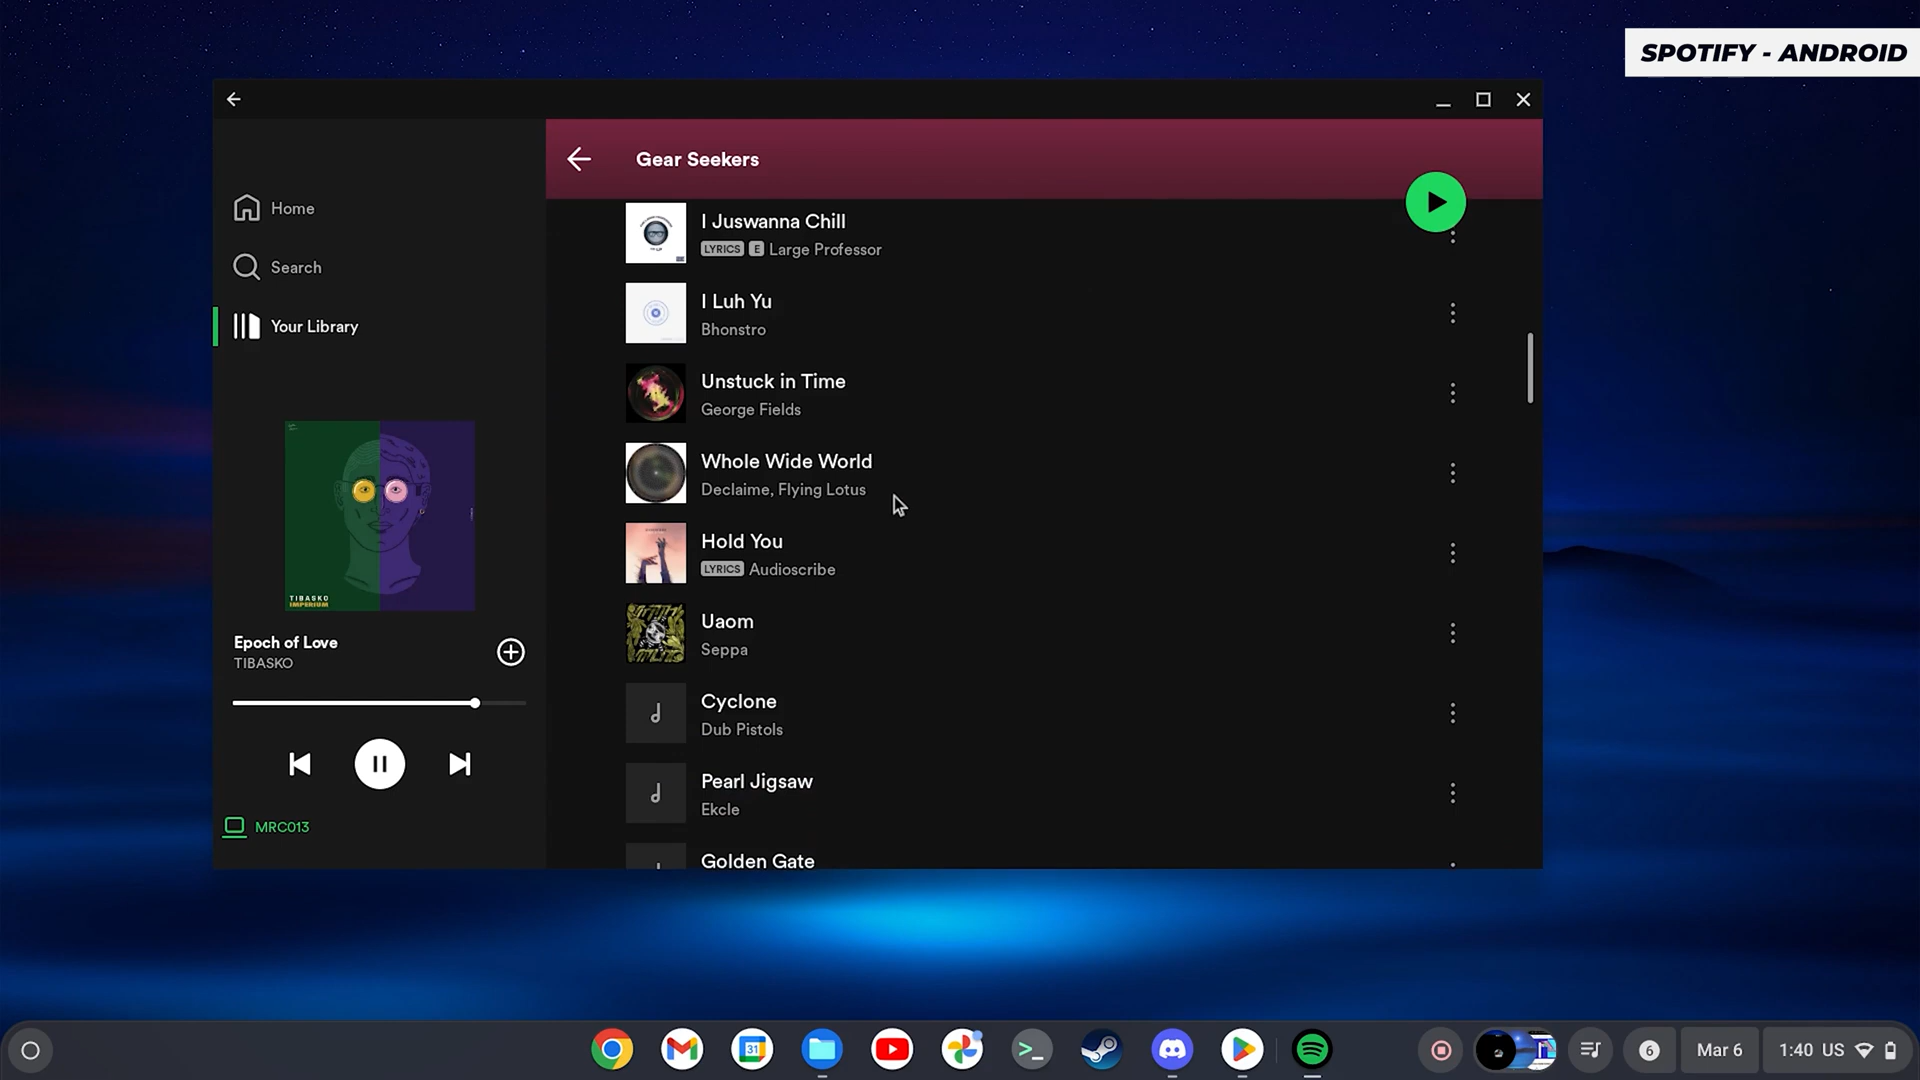 SPOTIFY - ANDROID
Gear Seekers
Home
Search
Your Library
I Juswanna Chill
LYRICS E Large Professor
I Luh Yu
Bhonstro
Unstuck in Time
George Fields
Whole Wide World
Declaime, Flying Lotus
Hold You
LYRICS Audioscribe
Uaom
Seppa
Cyclone
Dub Pistols
Pearl Jigsaw
Ekcle
Golden Gate
TIBASKO
IMPERIUM
Epoch of Love
TIBASKO
MRC013
31
6
Mar 6
1:40 US